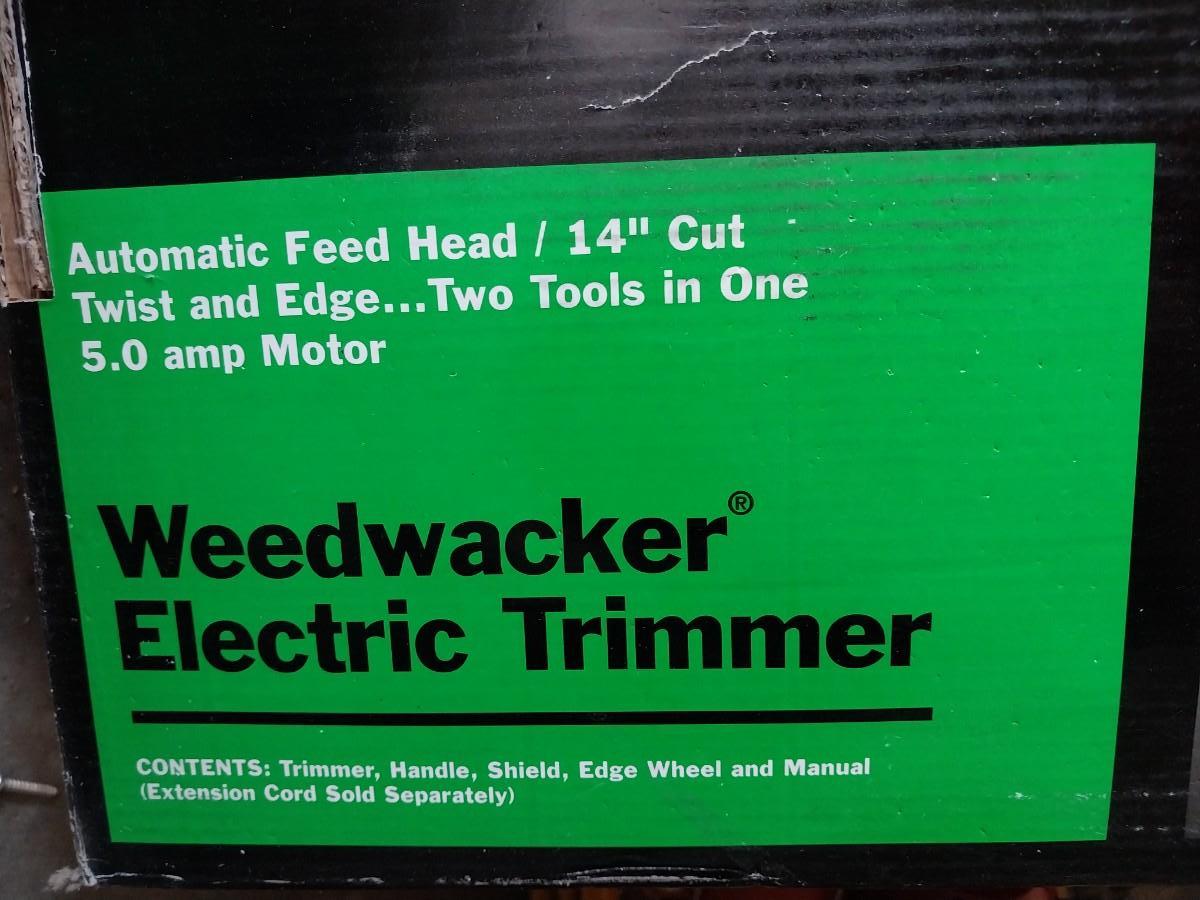 Automatic Feed Head / 14" Cut
Twist and Edge...Two Tools in One
5.0 amp Motor
Weedwacker®
Electric Trimmer
CONTENTS: Trimmer, Handle, Shield, Edge Wheel and Manual
(Extension Cord Sold Separately)